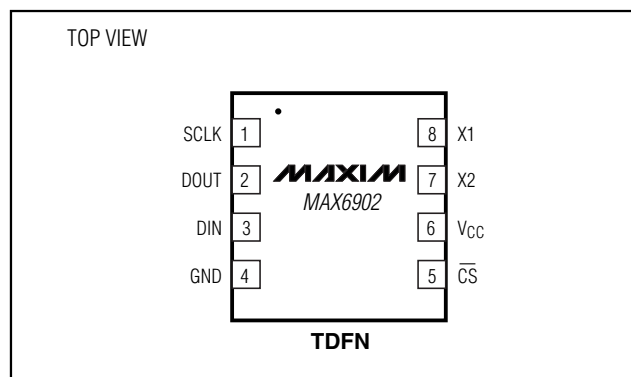 TOP VIEW
SCLK 1 8 X1
DOUT 2 MAXIM 7 X2
MAX6902
DIN 3 6 VCC
GND 4 5 C̅S̅
TDFN